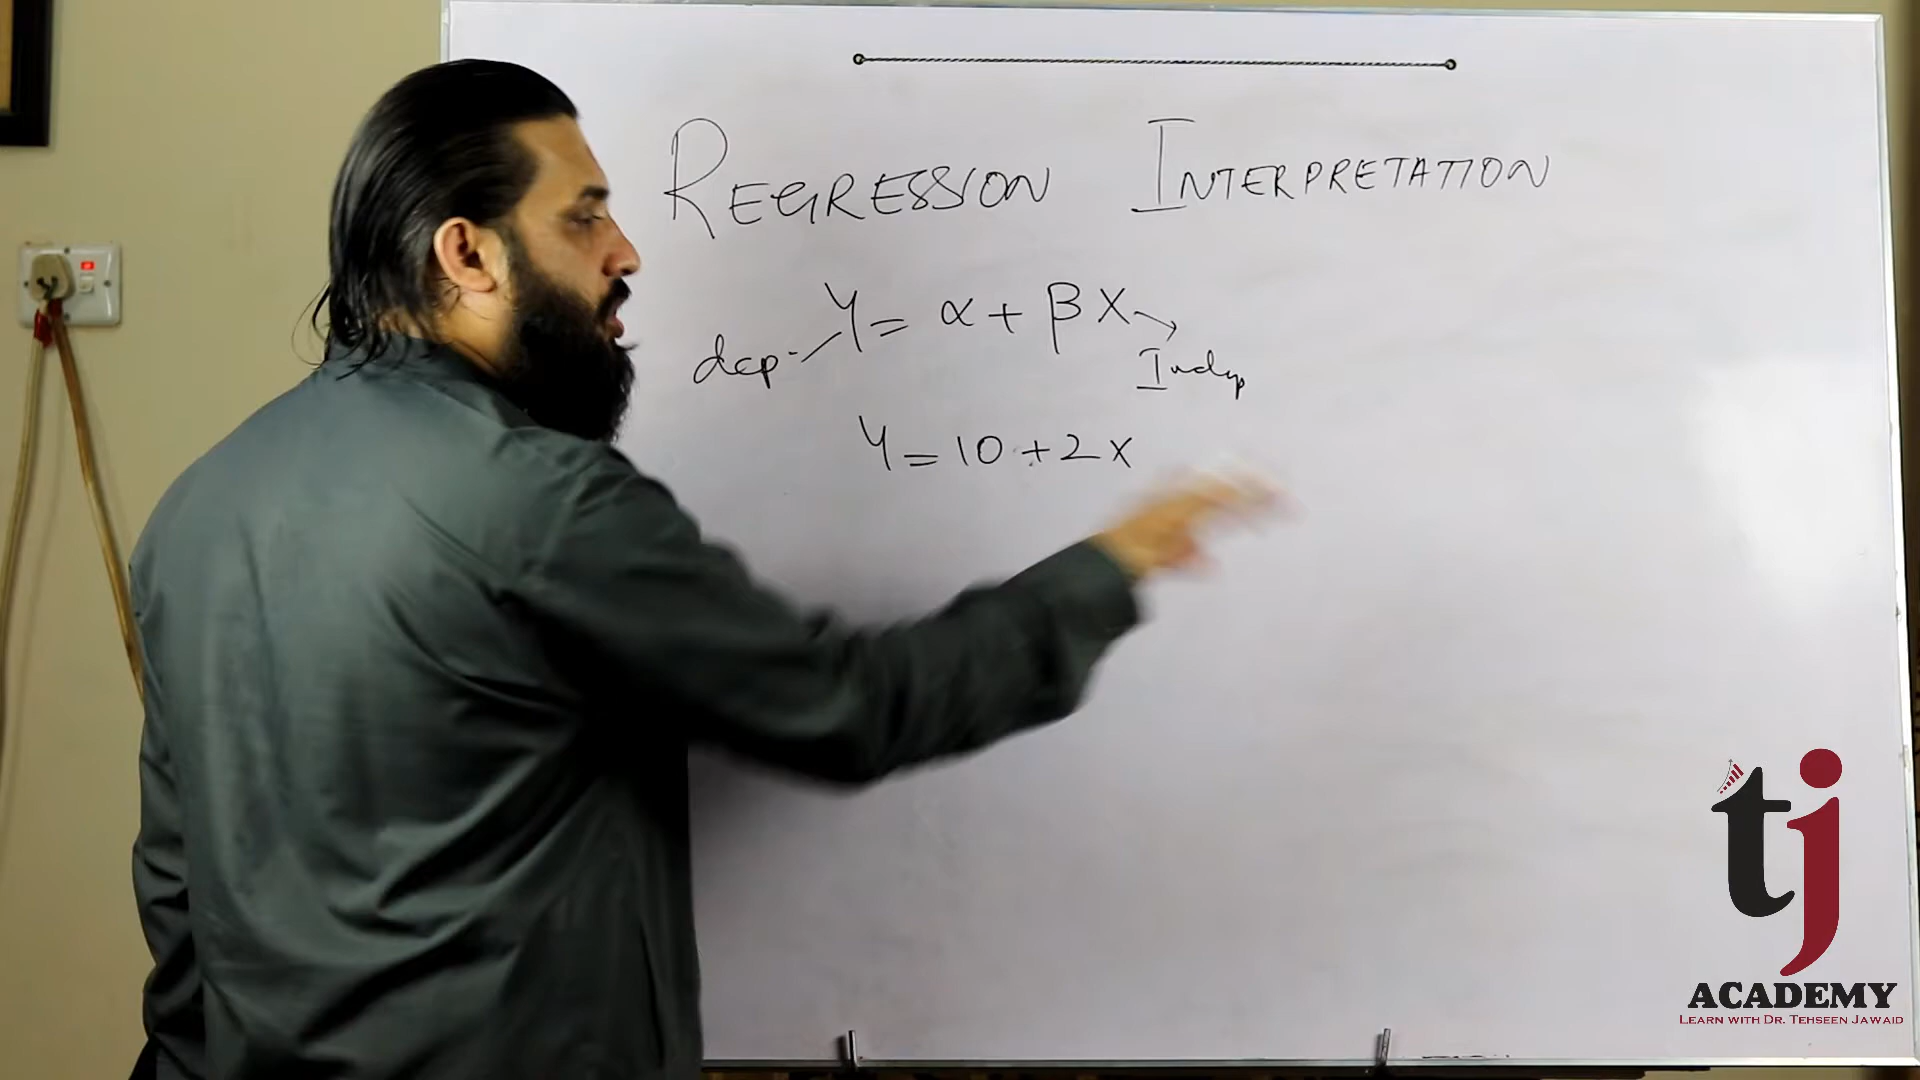 REGRESSION INTERPRETATION
Y = α + βX
dep.
Indep
Y = 10 + 2X
tj
ACADEMY
LEARN WITH DR. TEHSEEN JAWAID